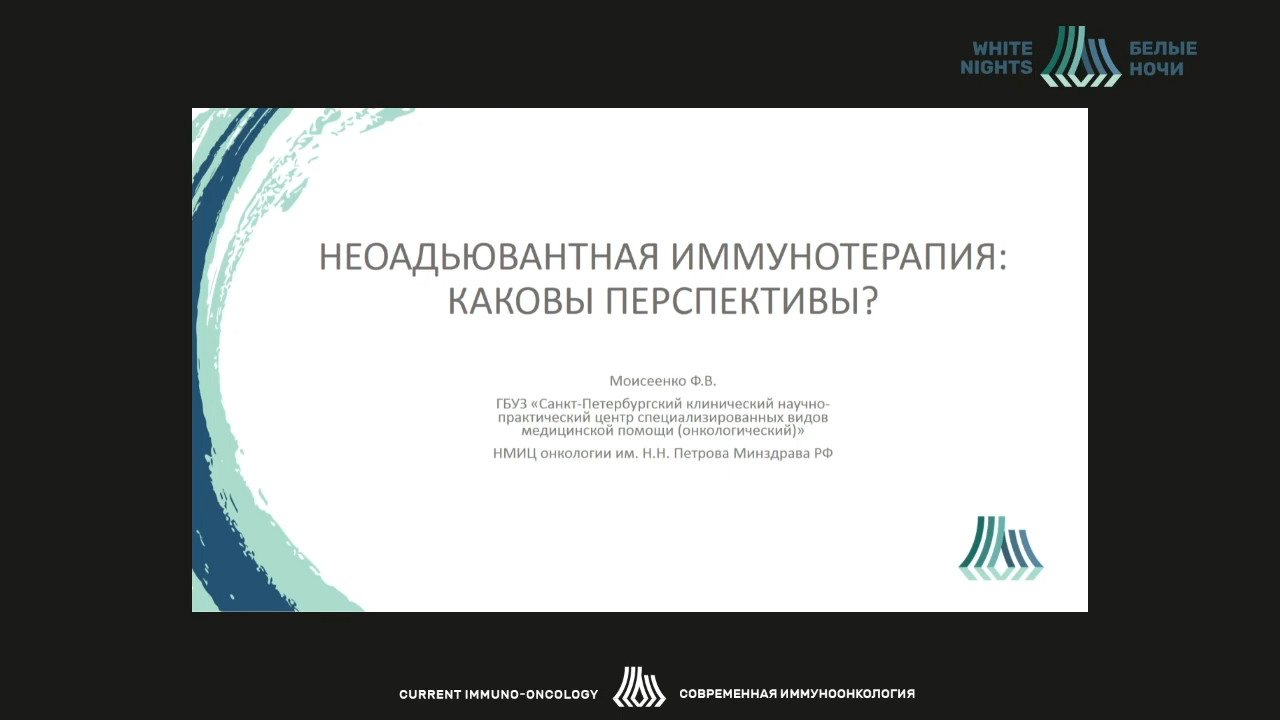 WHITE
NIGHTS
БЕЛЫЕ
НОЧИ
НЕОАДЬЮВАНТНАЯ ИММУНОТЕРАПИЯ:
КАКОВЫ ПЕРСПЕКТИВЫ?
Моисеенко Ф.В.
ГБУЗ «Санкт-Петербургский клинический научно-
практический центр специализированных видов
медицинской помощи (онкологический)»
НМИЦ онкологии им. Н.Н. Петрова Минздрава РФ
CURRENT IMMUNO-ONCOLOGY
СОВРЕМЕННАЯ ИММУНООНКОЛОГИЯ